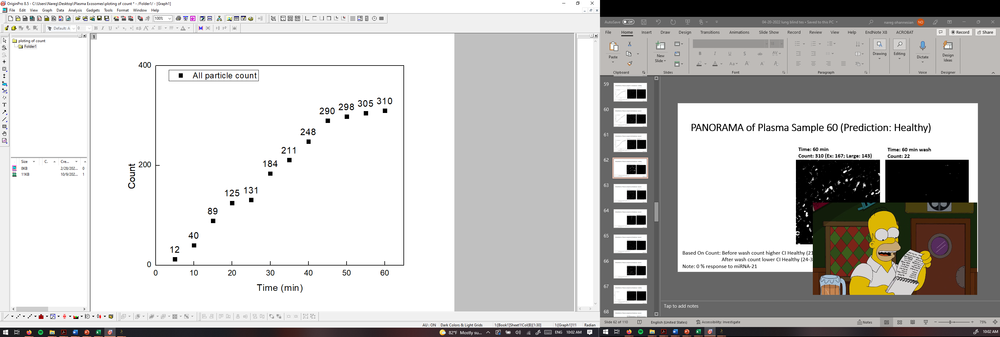 OriginPro 8.5 - C:\Users\Nareg\Desktop\Plasma Exosomes\ploting of count * - /Folder1/ - [Graph1]
File Edit View Graph Data Analysis Gadgets Tools Format Window Help
100%
Default: A 0 B I U
ploting of count
Folder1
Size C. Cre...
8KB 2/28/202... 0
11KB 10/9/202... 1
1
400
All particle count
310
305
298
290
248
211
200
184
131
125
89
40
12
0
Count
0 10 20 30 40 50 60
Time (min)
AU : ON Dark Colors & Light Grids 1:[Book1]Sheet1!Col(B)[1:30] 1:[Graph1]1!1 Radian
82°F Mostly su... ENG 10:02 AM
AutoSave Off 04-20-2022 lung blind tes • Saved to this PC nareg ohannesian NO
File Home Insert Draw Design Transitions Animations Slide Show Record Review View Help EndNote X8 ACROBAT Record Share
Paste New Slide 18 B I U S ab AV Aa A A Drawing Editing Dictate Design Ideas
Clipboard Slides Font Paragraph Voice Designer
59
60
61
62
63
64
65
66
67
68
PANORAMA of Plasma Sample 60 (Prediction: Healthy)
Time: 60 min
Count: 310 (Ex: 167; Large: 143)
Time: 60 min wash
Count: 22
Based On Count: Before wash count higher CI Healthy (21
After wash count lower CI Healthy (24-3
Note: 0 % response to miRNA-21
Tap to add notes
Slide 62 of 110 English (United States) Accessibility: Investigate Notes 75%
10:02 AM